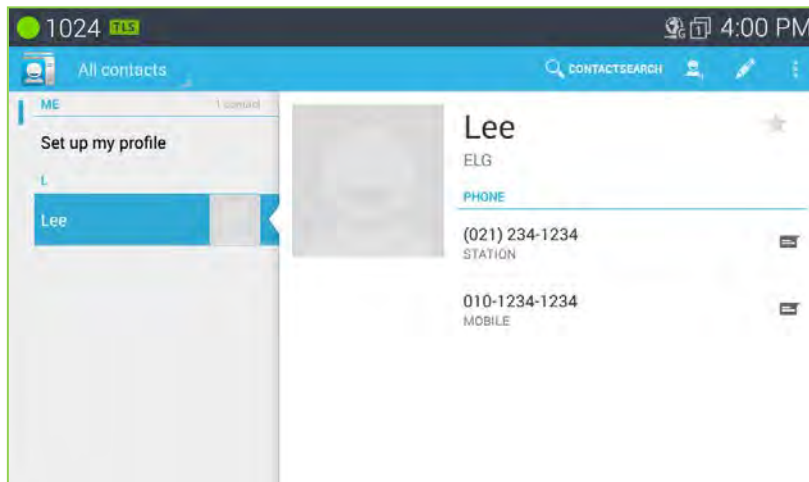 1024 TLS 4:00 PM
All contacts CONTACTSEARCH
ME 1 contact
Set up my profile
L
Lee
Lee
ELG
PHONE
(021) 234-1234
STATION
010-1234-1234
MOBILE